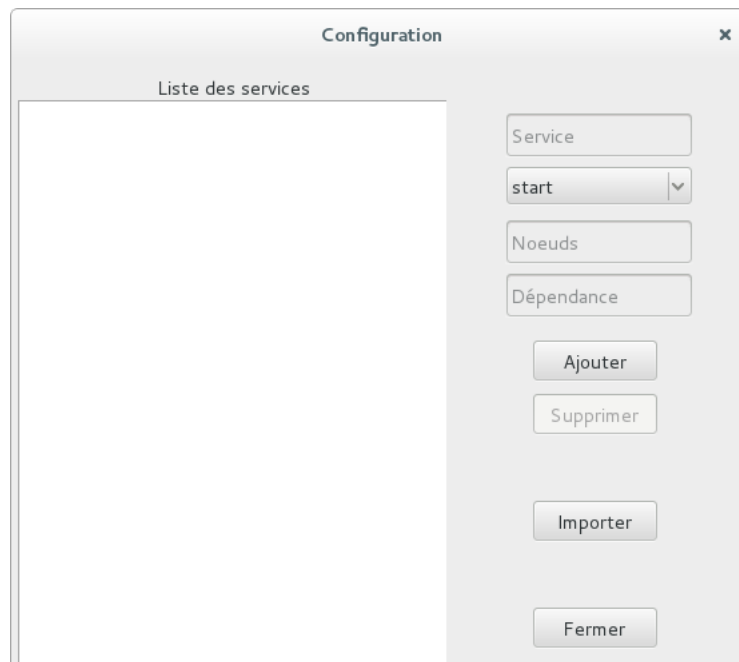 Configuration
Liste des services
Service
start
Noeuds
Dépendance
Ajouter
Supprimer
Importer
Fermer